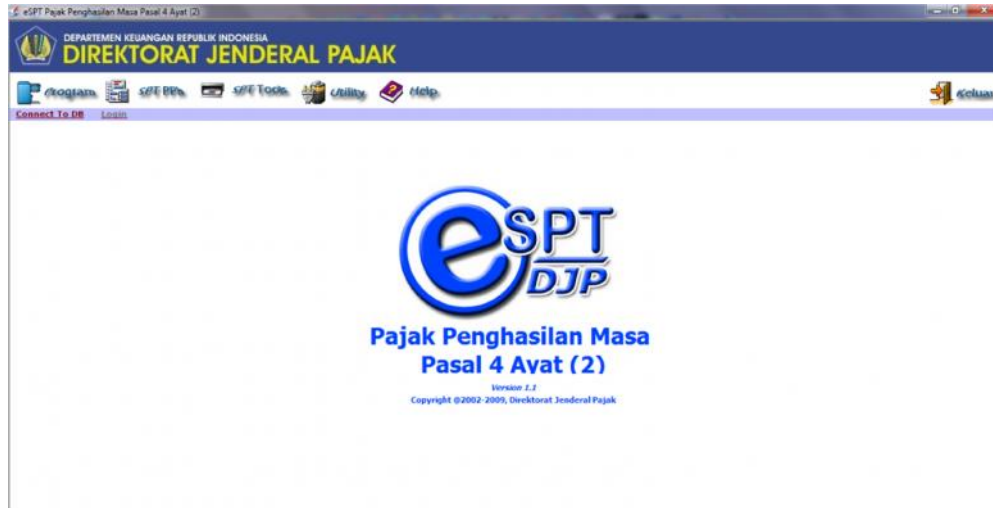 eSPT Pajak Penghasilan Masa Pasal 4 Ayat (2)
DEPARTEMEN KEUANGAN REPUBLIK INDONESIA
DIREKTORAT JENDERAL PAJAK
Program SPT PPh SPT Tools Utility Help Keluar
Connect To DB Login
eSPT
DJP
Pajak Penghasilan Masa
Pasal 4 Ayat (2)
Version 1.1
Copyright @2002-2009, Direktorat Jenderal Pajak